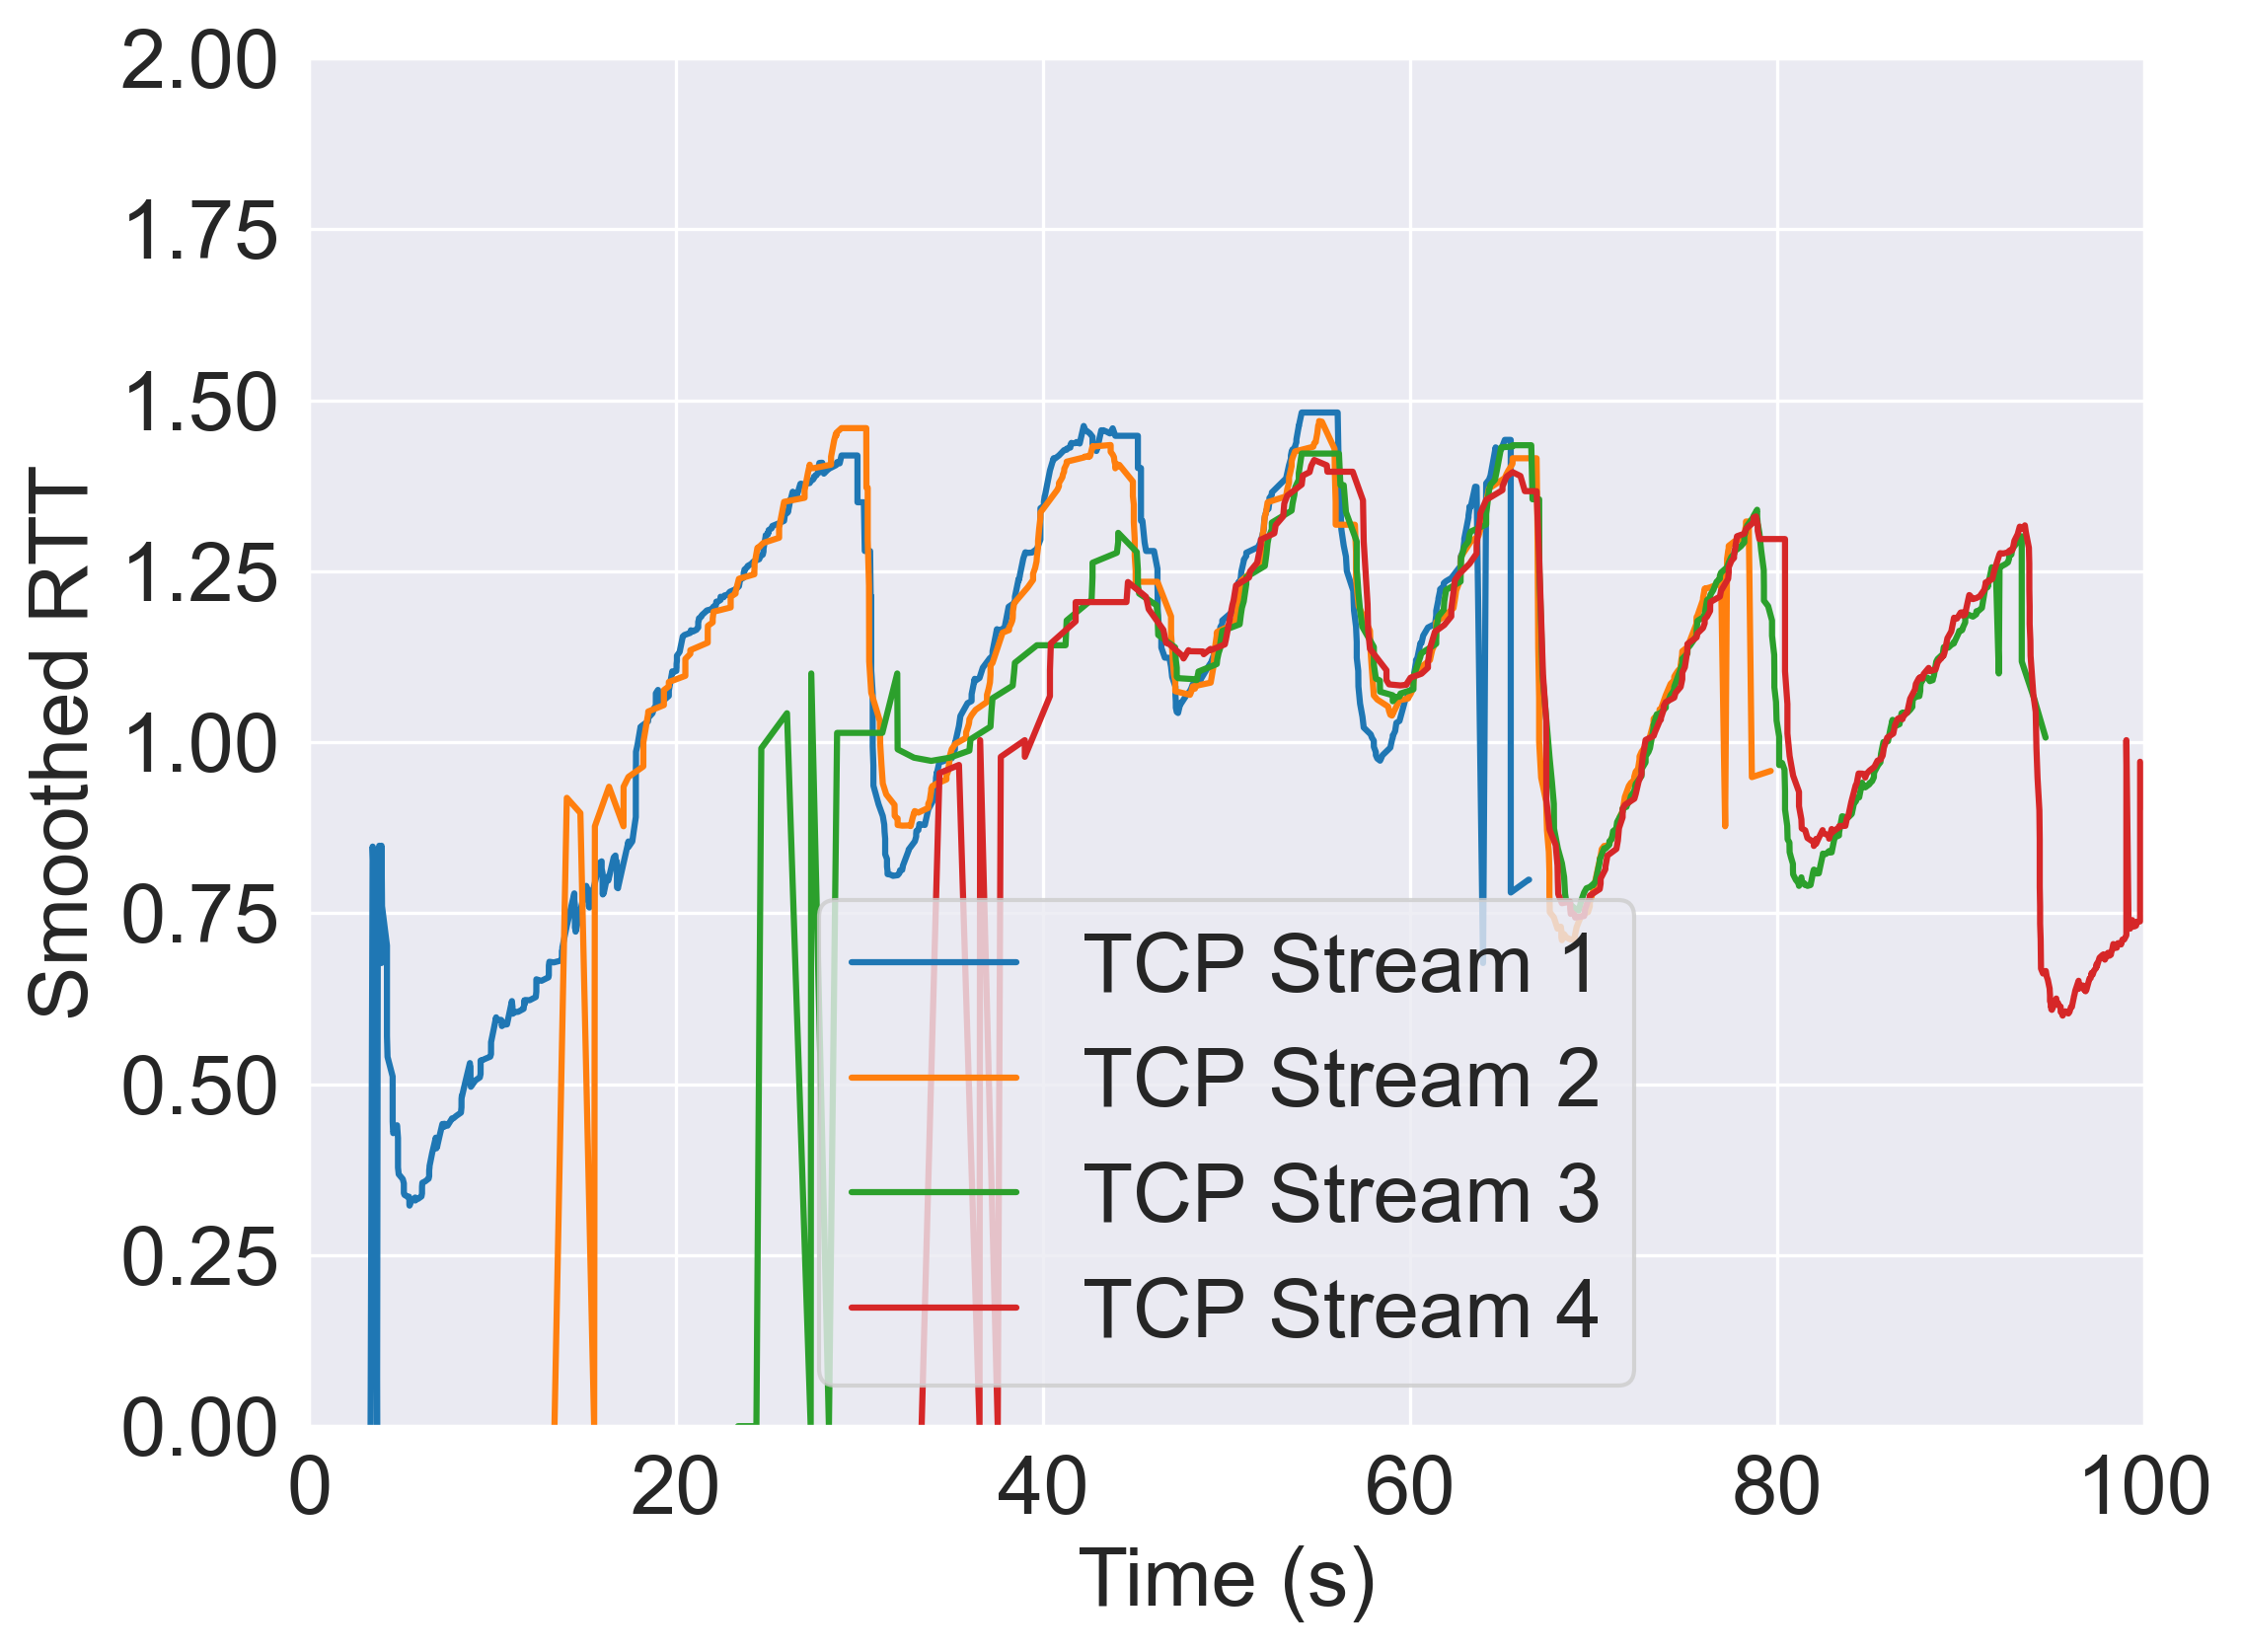 2.00
1.75
1.50
1.25
1.00
0.75
0.50
0.25
0.00
Smoothed RTT
TCP Stream 1
TCP Stream 2
TCP Stream 3
TCP Stream 4
0 20 40 60 80 100
Time (s)